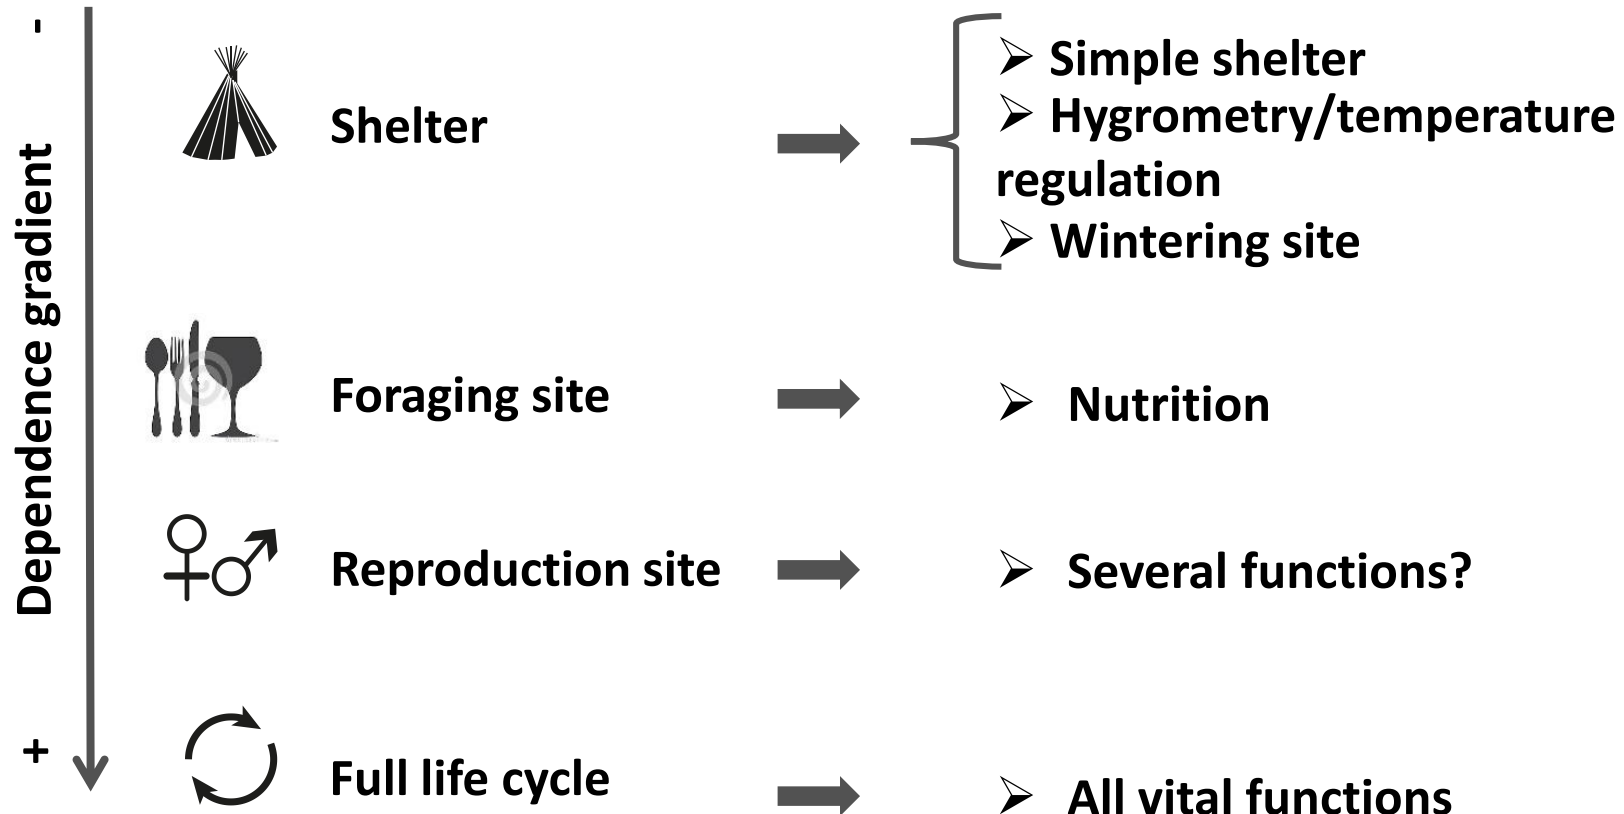 -
Dependence gradient
+
Shelter
➢ Simple shelter
➢ Hygrometry/temperature
regulation
➢ Wintering site
Foraging site
➢ Nutrition
Reproduction site
➢ Several functions?
Full life cycle
➢ All vital functions